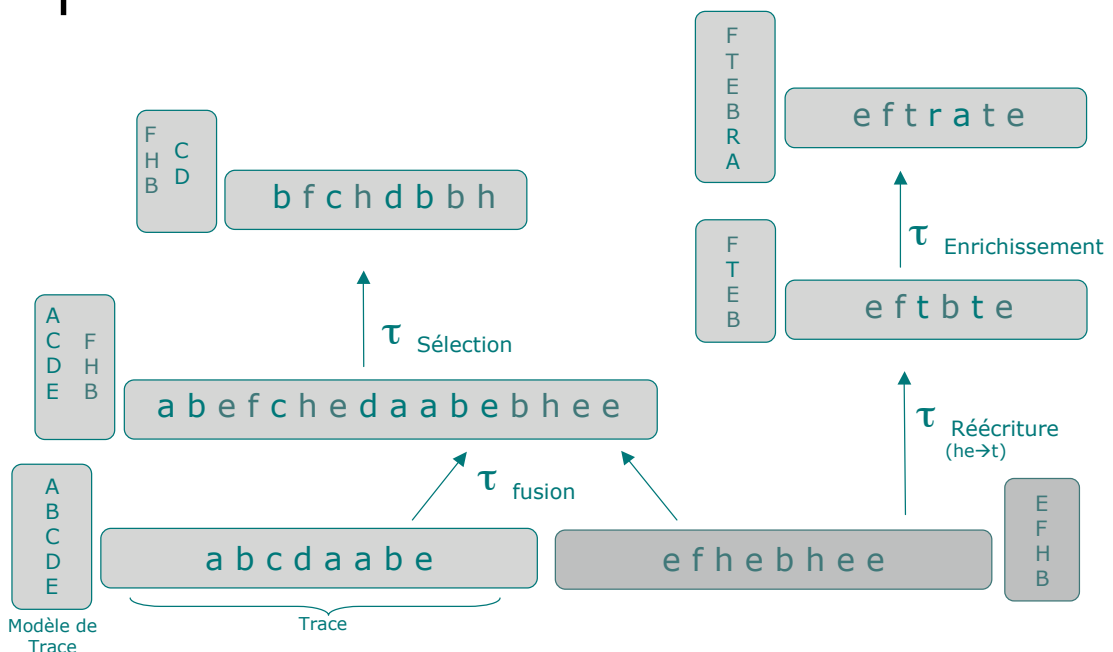 F
T
E
B
R
A
e f t r a t e
F
H
B
C
D
b f c h d b b h
τ Enrichissement
F
T
E
B
e f t b t e
A
C
D
E
F
H
B
τ Sélection
a b e f c h e d a a b e b h e e
τ Réécriture
(he→t)
τ fusion
A
B
C
D
E
a b c d a a b e
e f h e b h e e
E
F
H
B
Modèle de
Trace
Trace